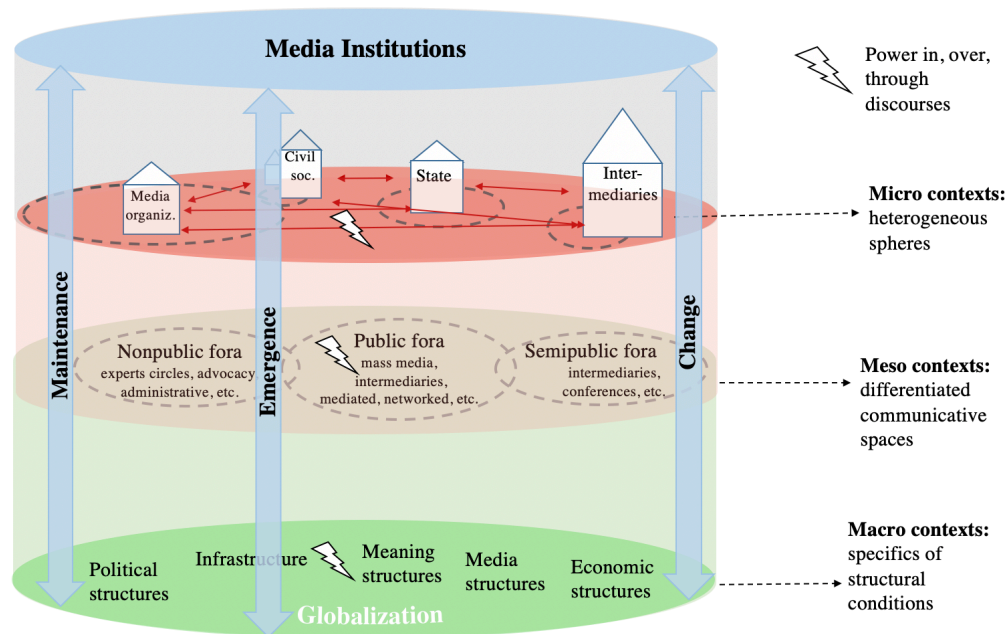 Media Institutions
Power in, over,
through
discourses
Civil
soc.
State
Inter-
mediaries
Media
organiz.
Micro contexts:
heterogeneous
spheres
Maintenance
Emergence
Change
Nonpublic fora
experts circles, advocacy
administrative, etc.
Public fora
mass media,
intermediaries,
mediated, networked, etc.
Semipublic fora
intermediaries,
conferences, etc.
Meso contexts:
differentiated
communicative
spaces
Political
structures
Infrastructure
Meaning
structures
Media
structures
Economic
structures
Globalization
Macro contexts:
specifics of
structural
conditions